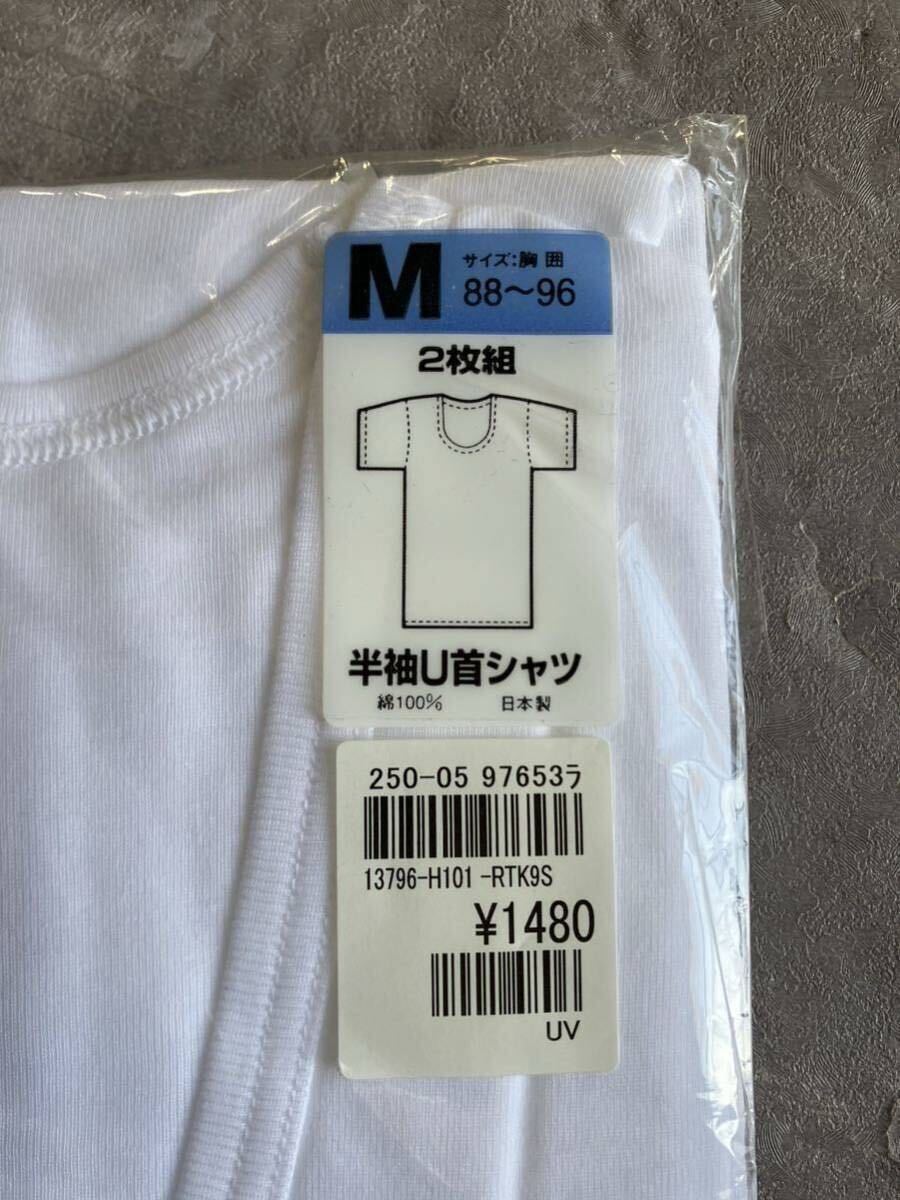 M サイズ:胸囲
88〜96
2枚組
半袖U首シャツ
綿100% 日本製
250-05 97653ラ
13796-H101 -RTK9S
¥1480
UV